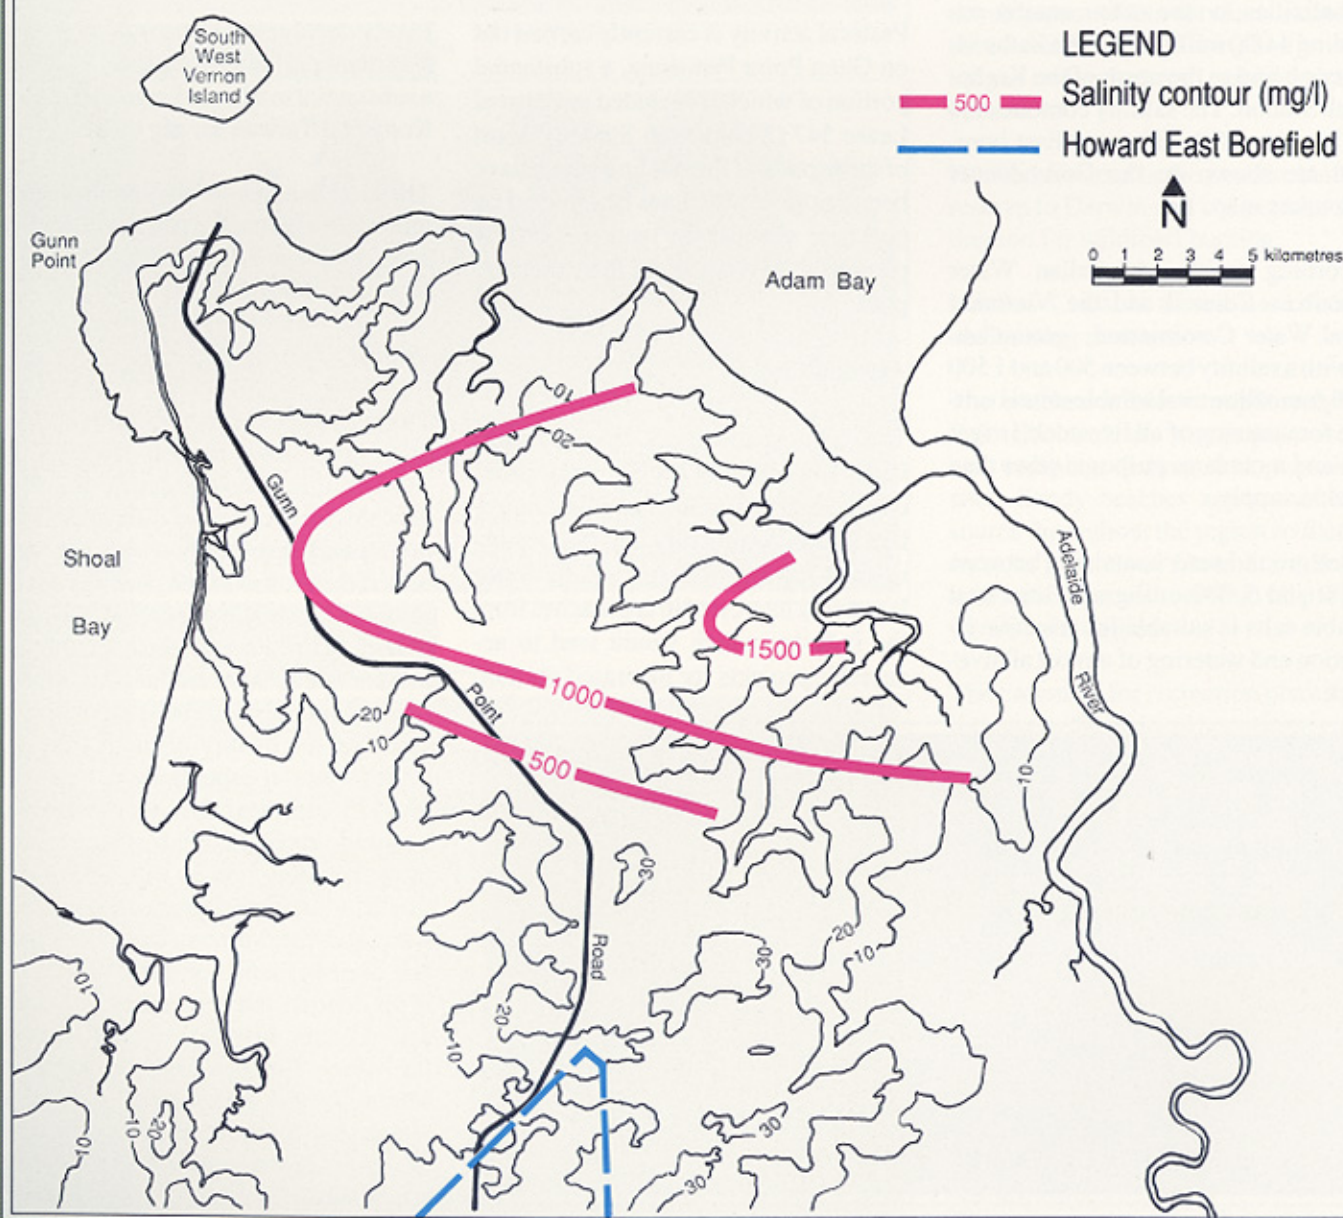 South
West
Vernon
Island
LEGEND
500 Salinity contour (mg/l)
Howard East Borefield
N
0 1 2 3 4 5 kilometres
Gunn
Point
Adam Bay
10
20
Gunn
Shoal
Bay
Adelaide
River
1500
1000
Point
20
10
500
10
30
Road
20
10
30
10
20
10
10
20
10
30
30